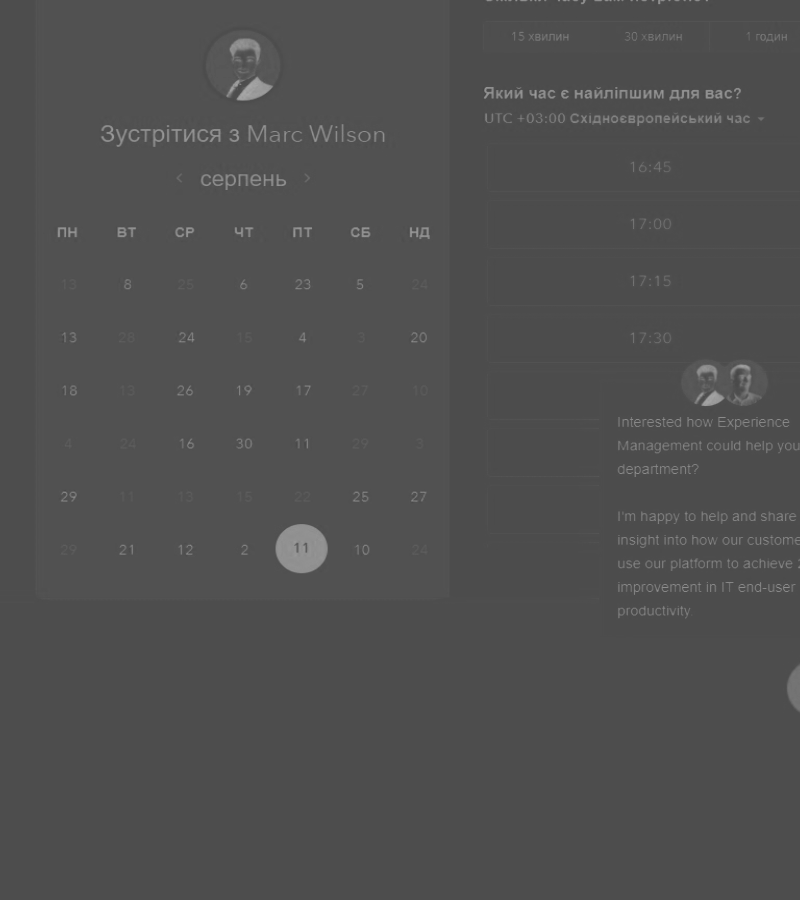 15 хвилин 30 хвилин 1 годин
Який час є найліпшим для вас?
UTC +03:00 Східноєвропейський час
16:45
17:00
17:15
17:30
Зустрітися з Marc Wilson
серпень
ПН ВТ СР ЧТ ПТ СБ НД
13 8 25 6 23 5 24
13 28 24 15 4 3 20
18 13 26 19 17 27 10
4 24 16 30 11 29 3
29 11 13 15 22 25 27
29 21 12 2 11 10 24
Interested how Experience
Management could help you
department?
I'm happy to help and share
insight into how our custome
use our platform to achieve
improvement in IT end-user
productivity.